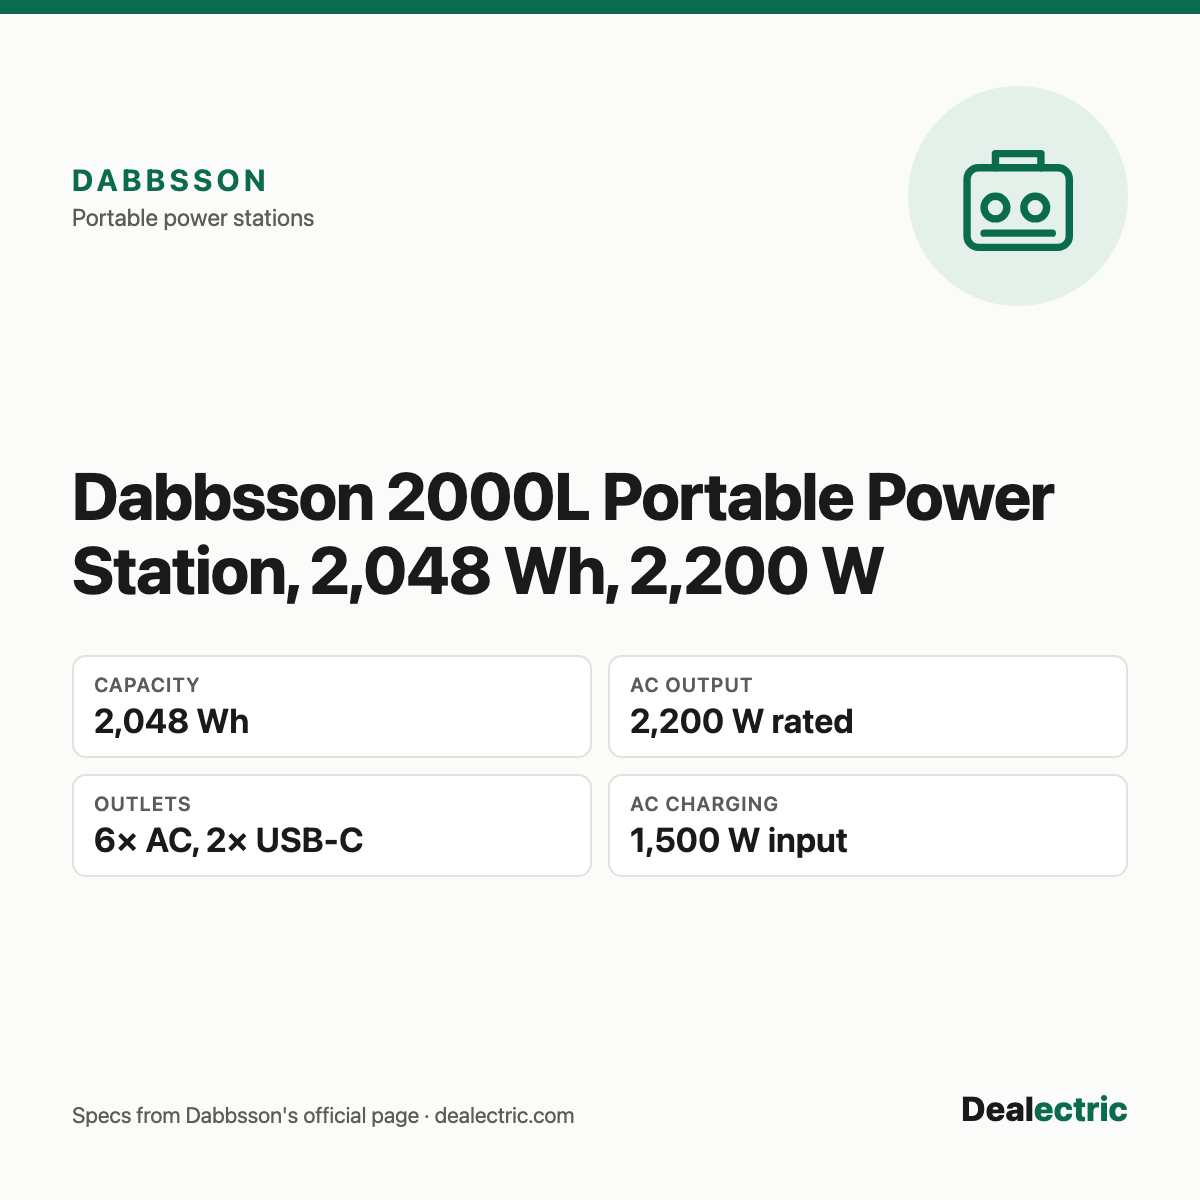 DABBSSON
Portable power stations
Dabbsson 2000L Portable Power
Station, 2,048 Wh, 2,200 W
CAPACITY
2,048 Wh
AC OUTPUT
2,200 W rated
OUTLETS
6× AC, 2× USB-C
AC CHARGING
1,500 W input
Specs from Dabbsson's official page · dealectric.com
Dealectric